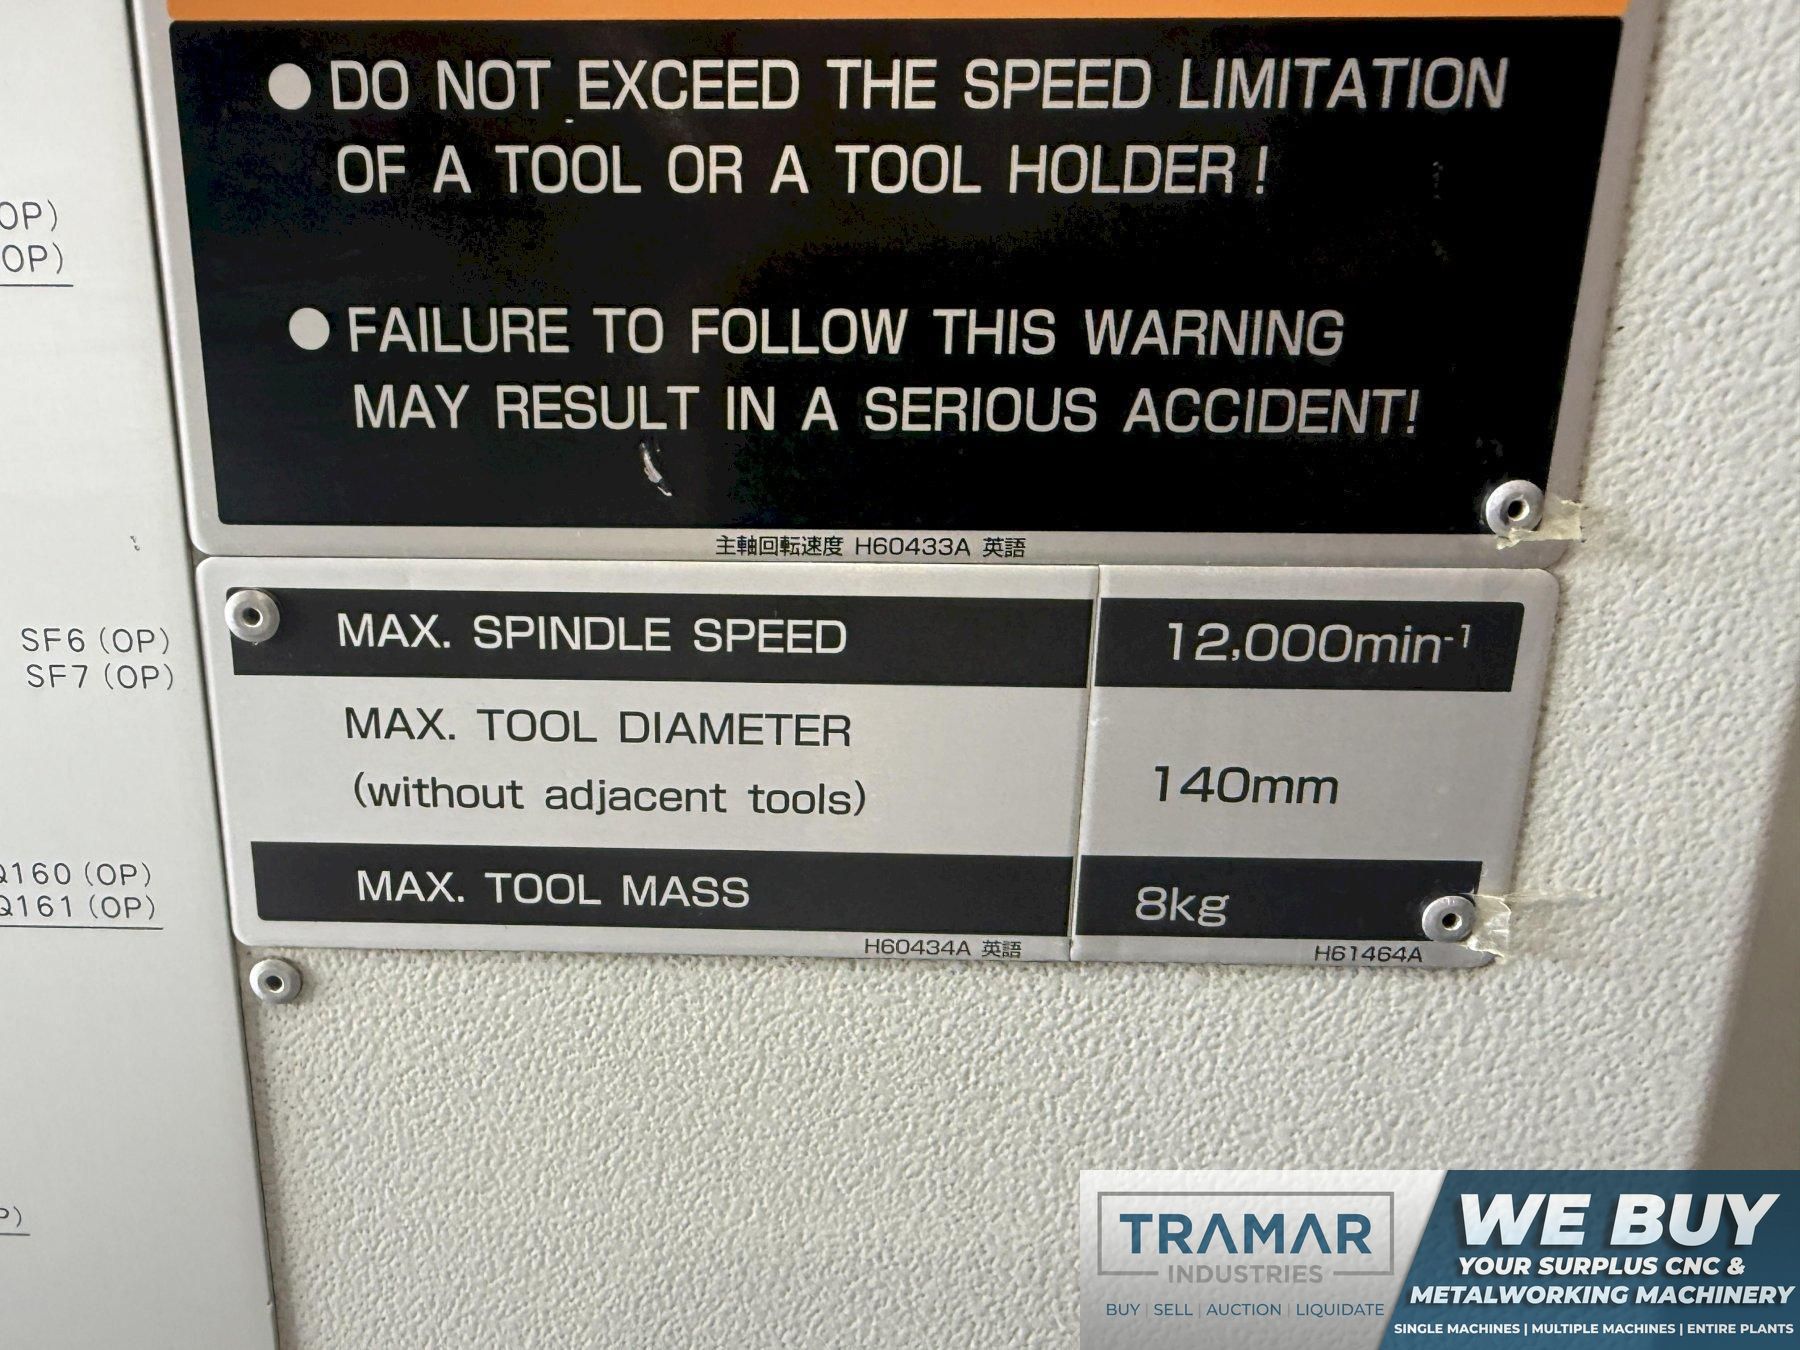 ● DO NOT EXCEED THE SPEED LIMITATION
OF A TOOL OR A TOOL HOLDER !
● FAILURE TO FOLLOW THIS WARNING
MAY RESULT IN A SERIOUS ACCIDENT!
主軸回転速度 H60433A 英語
MAX. SPINDLE SPEED 12,000min⁻¹
MAX. TOOL DIAMETER
(without adjacent tools) 140mm
MAX. TOOL MASS 8kg
H60434A 英語 H61464A
OP)
OP)
SF6 (OP)
SF7 (OP)
Q160 (OP)
Q161 (OP)
TRAMAR
INDUSTRIES
BUY | SELL | AUCTION | LIQUIDATE
WE BUY
YOUR SURPLUS CNC &
METALWORKING MACHINERY
SINGLE MACHINES | MULTIPLE MACHINES | ENTIRE PLANTS